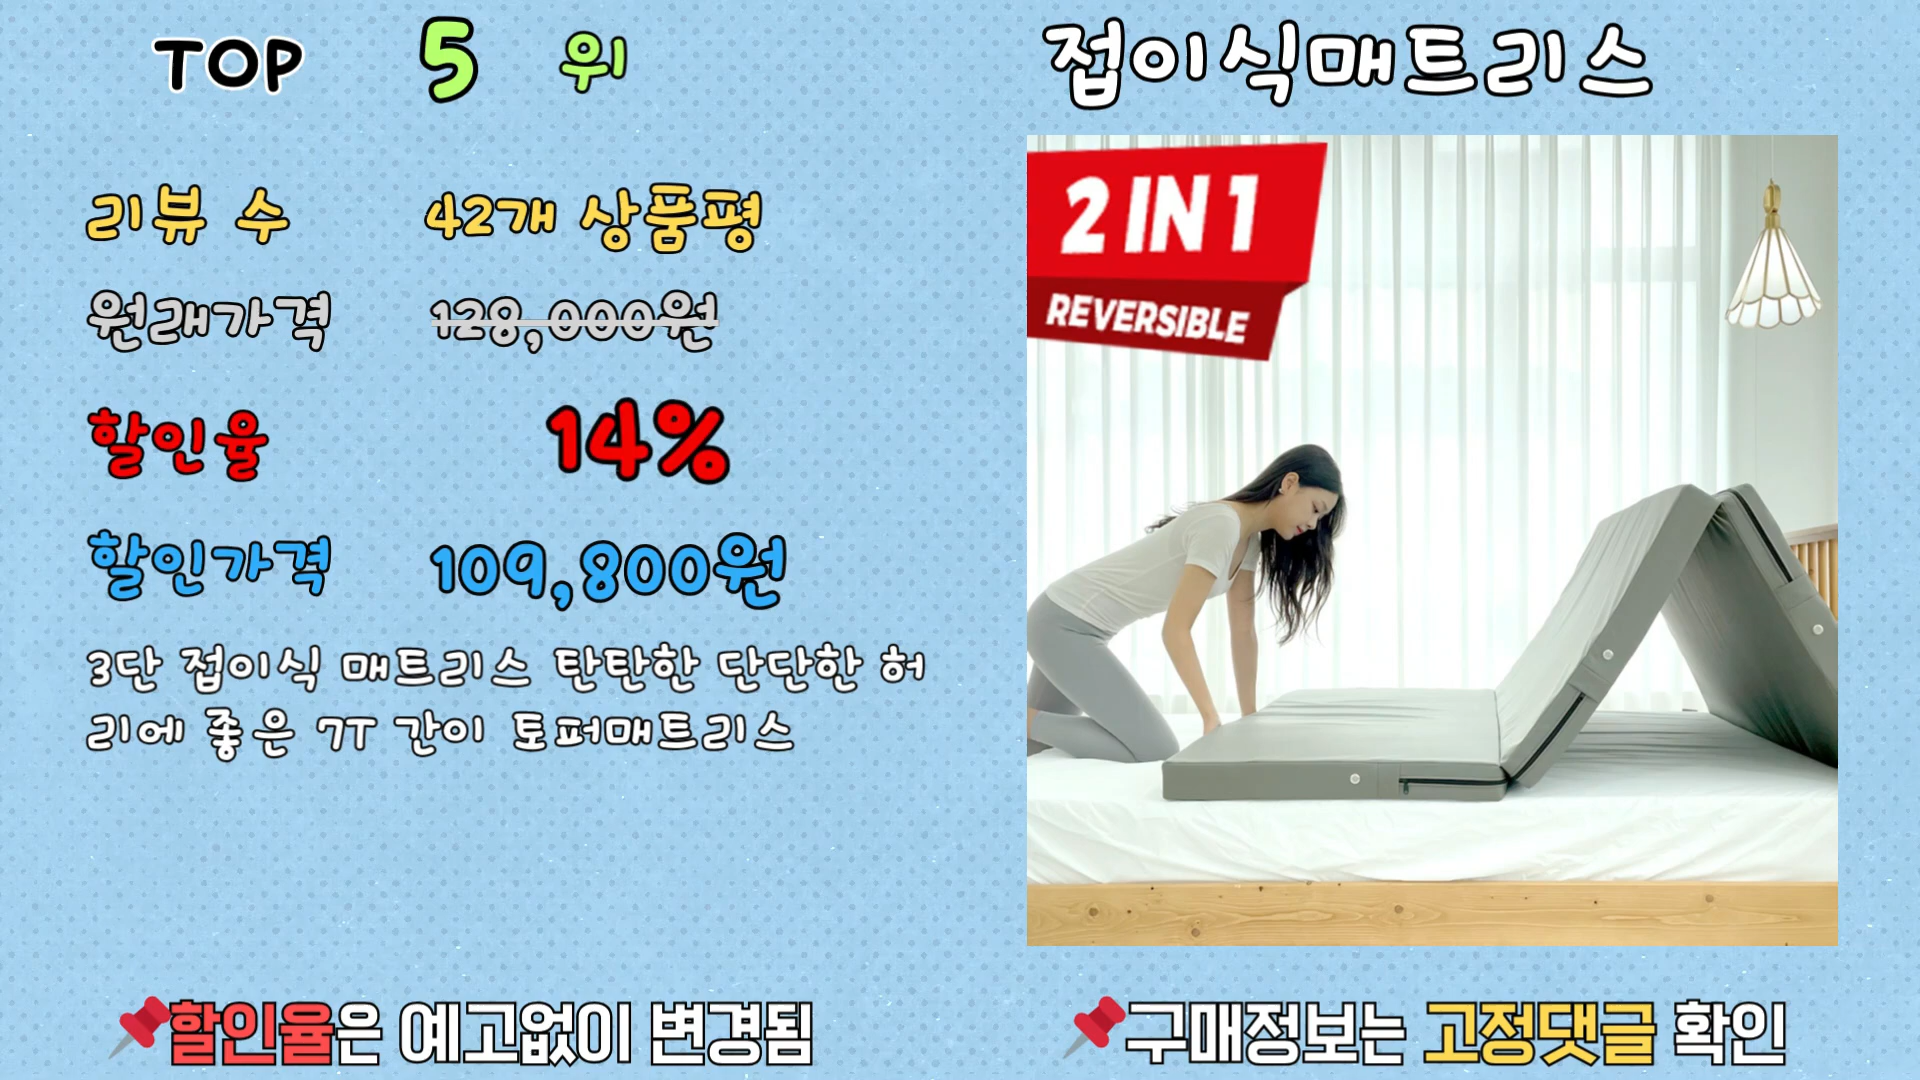 TOP 5 위
접이식매트리스
리뷰 수 42개 상품평
원래가격 128,000원
할인율 14%
할인가격 109,800원
3단 접이식 매트리스 탄탄한 단단한 허
리에 좋은 7T 간이 토퍼매트리스
2 IN 1
REVERSIBLE
할인율은 예고없이 변경됨
구매정보는 고정댓글 확인